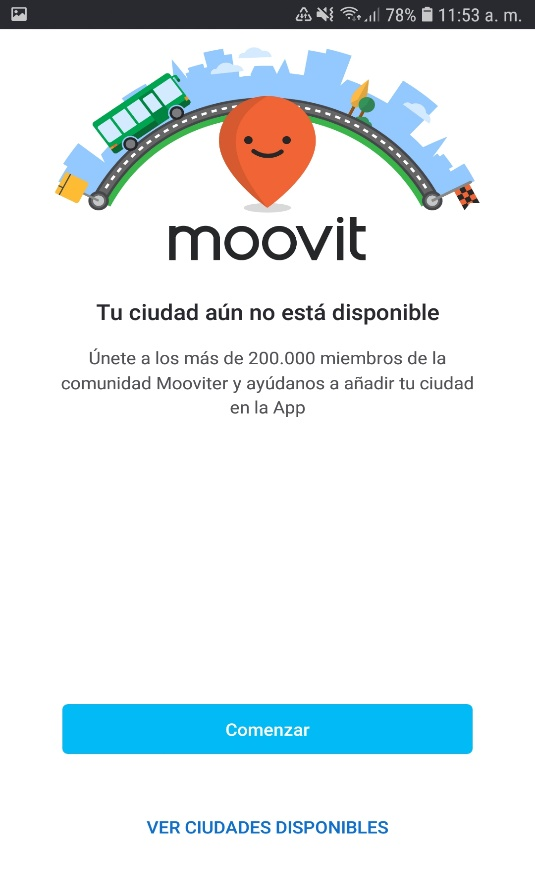 78% 11:53 a. m.
moovit
Tu ciudad aún no está disponible
Únete a los más de 200.000 miembros de la
comunidad Mooviter y ayúdanos a añadir tu ciudad
en la App
Comenzar
VER CIUDADES DISPONIBLES